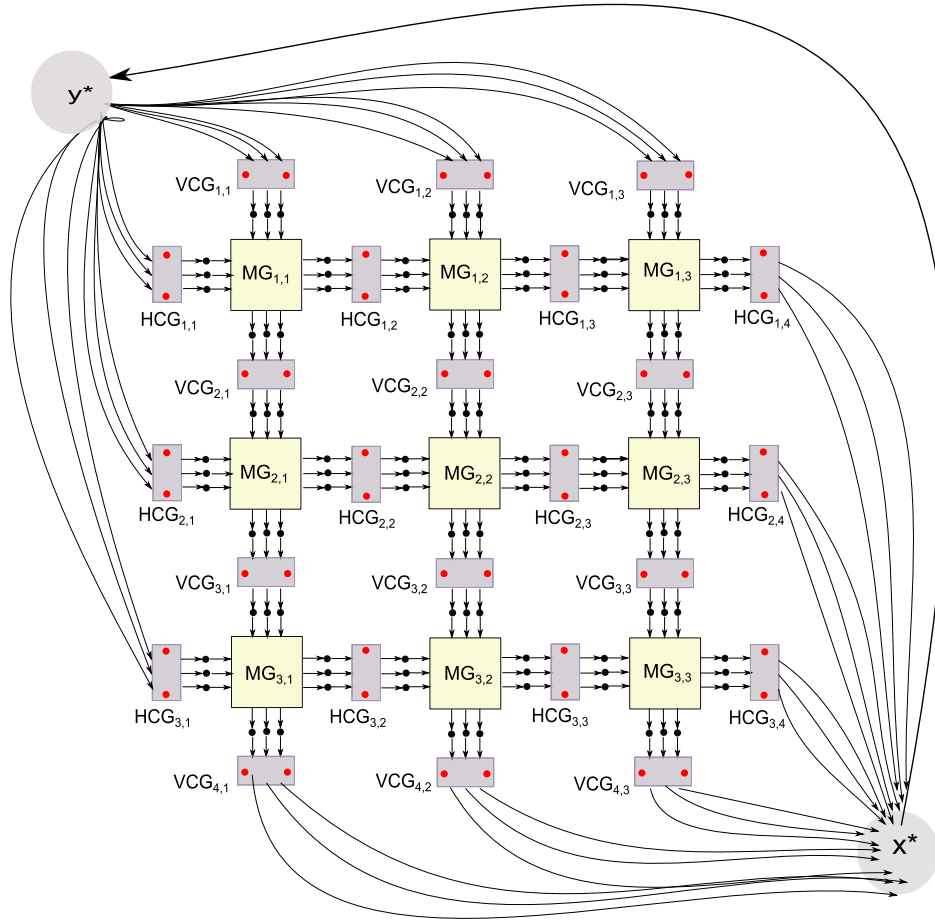 y*
VCG1,1
VCG1,2
VCG1,3
MG1,1
MG1,2
MG1,3
HCG1,1
HCG1,2
HCG1,3
HCG1,4
VCG2,1
VCG2,2
VCG2,3
MG2,1
MG2,2
MG2,3
HCG2,1
HCG2,2
HCG2,3
HCG2,4
VCG3,1
VCG3,2
VCG3,3
MG3,1
MG3,2
MG3,3
HCG3,1
HCG3,2
HCG3,3
HCG3,4
VCG4,1
VCG4,2
VCG4,3
x*